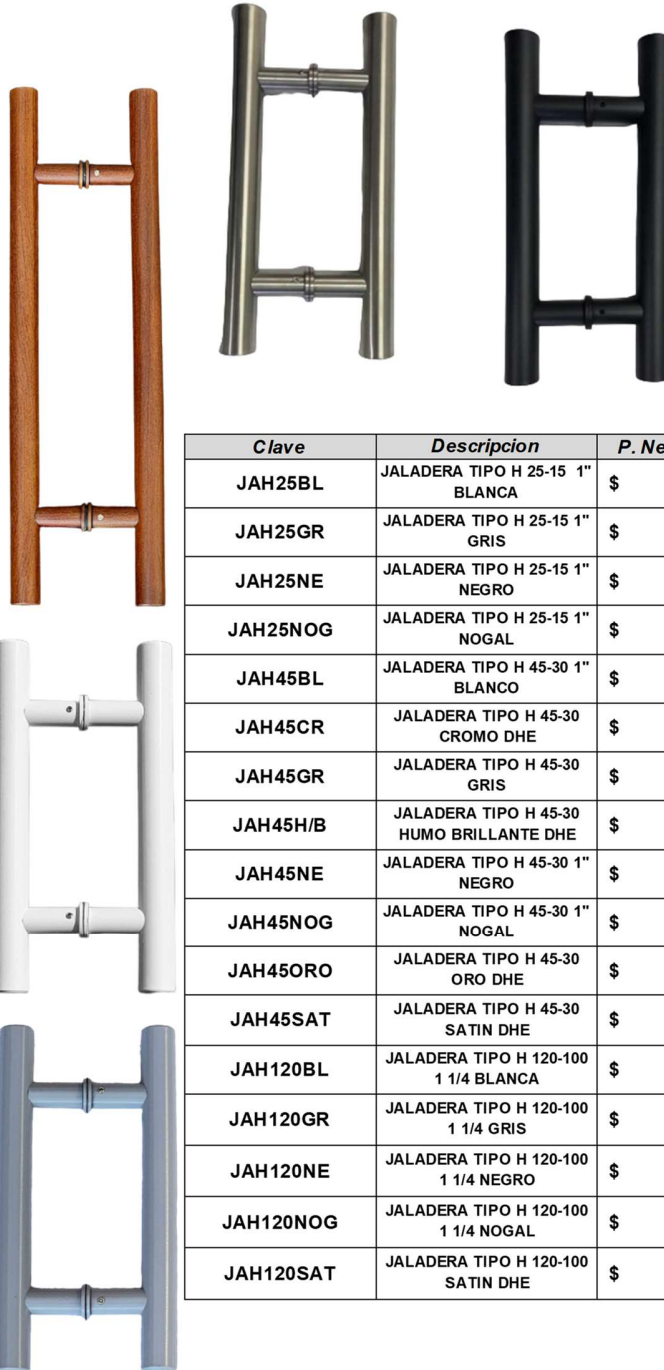 Clave Descripcion P. Ne
JAH25BL JALADERA TIPO H 25-15 1" $
BLANCA
JAH25GR JALADERA TIPO H 25-15 1" $
GRIS
JAH25NE JALADERA TIPO H 25-15 1" $
NEGRO
JAH25NOG JALADERA TIPO H 25-15 1" $
NOGAL
JAH45BL JALADERA TIPO H 45-30 1" $
BLANCO
JAH45CR JALADERA TIPO H 45-30 $
CROMO DHE
JAH45GR JALADERA TIPO H 45-30 $
GRIS
JAH45H/B JALADERA TIPO H 45-30 $
HUMO BRILLANTE DHE
JAH45NE JALADERA TIPO H 45-30 1" $
NEGRO
JAH45NOG JALADERA TIPO H 45-30 1" $
NOGAL
JAH45ORO JALADERA TIPO H 45-30 $
ORO DHE
JAH45SAT JALADERA TIPO H 45-30 $
SATIN DHE
JAH120BL JALADERA TIPO H 120-100 $
1 1/4 BLANCA
JAH120GR JALADERA TIPO H 120-100 $
1 1/4 GRIS
JAH120NE JALADERA TIPO H 120-100 $
1 1/4 NEGRO
JAH120NOG JALADERA TIPO H 120-100 $
1 1/4 NOGAL
JAH120SAT JALADERA TIPO H 120-100 $
SATIN DHE